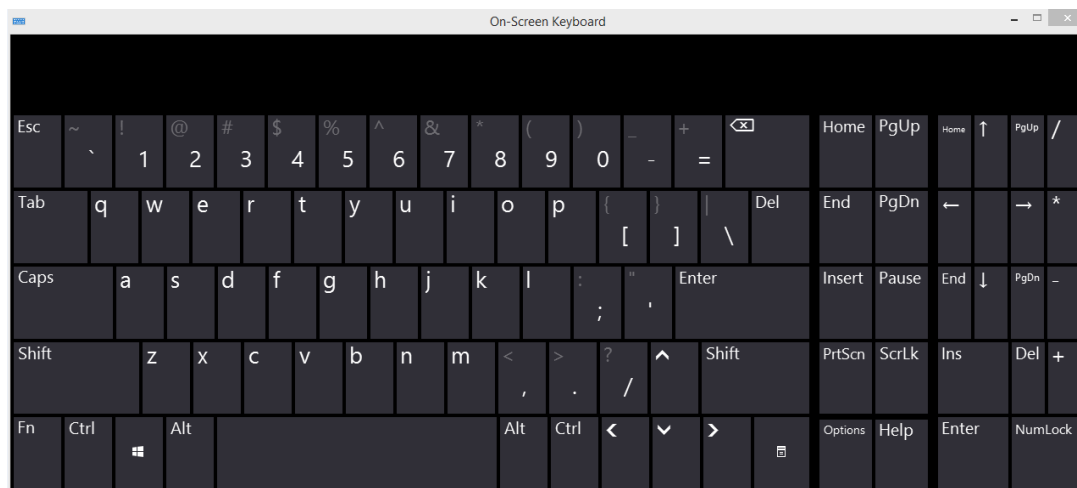 On-Screen Keyboard
Esc ~ ` ! 1 @ 2 # 3 $ 4 % 5 ^ 6 & 7 * 8 ( 9 ) 0 _ - + = Home PgUp Home ↑ PgUp /
Tab q w e r t y u i o p { [ } ] | \ Del End PgDn ← → *
Caps a s d f g h j k l : ; " ' Enter Insert Pause End ↓ PgDn -
Shift z x c v b n m < , > . ? / Shift PrtScn ScrLk Ins Del +
Fn Ctrl Alt Alt Ctrl Options Help Enter NumLock